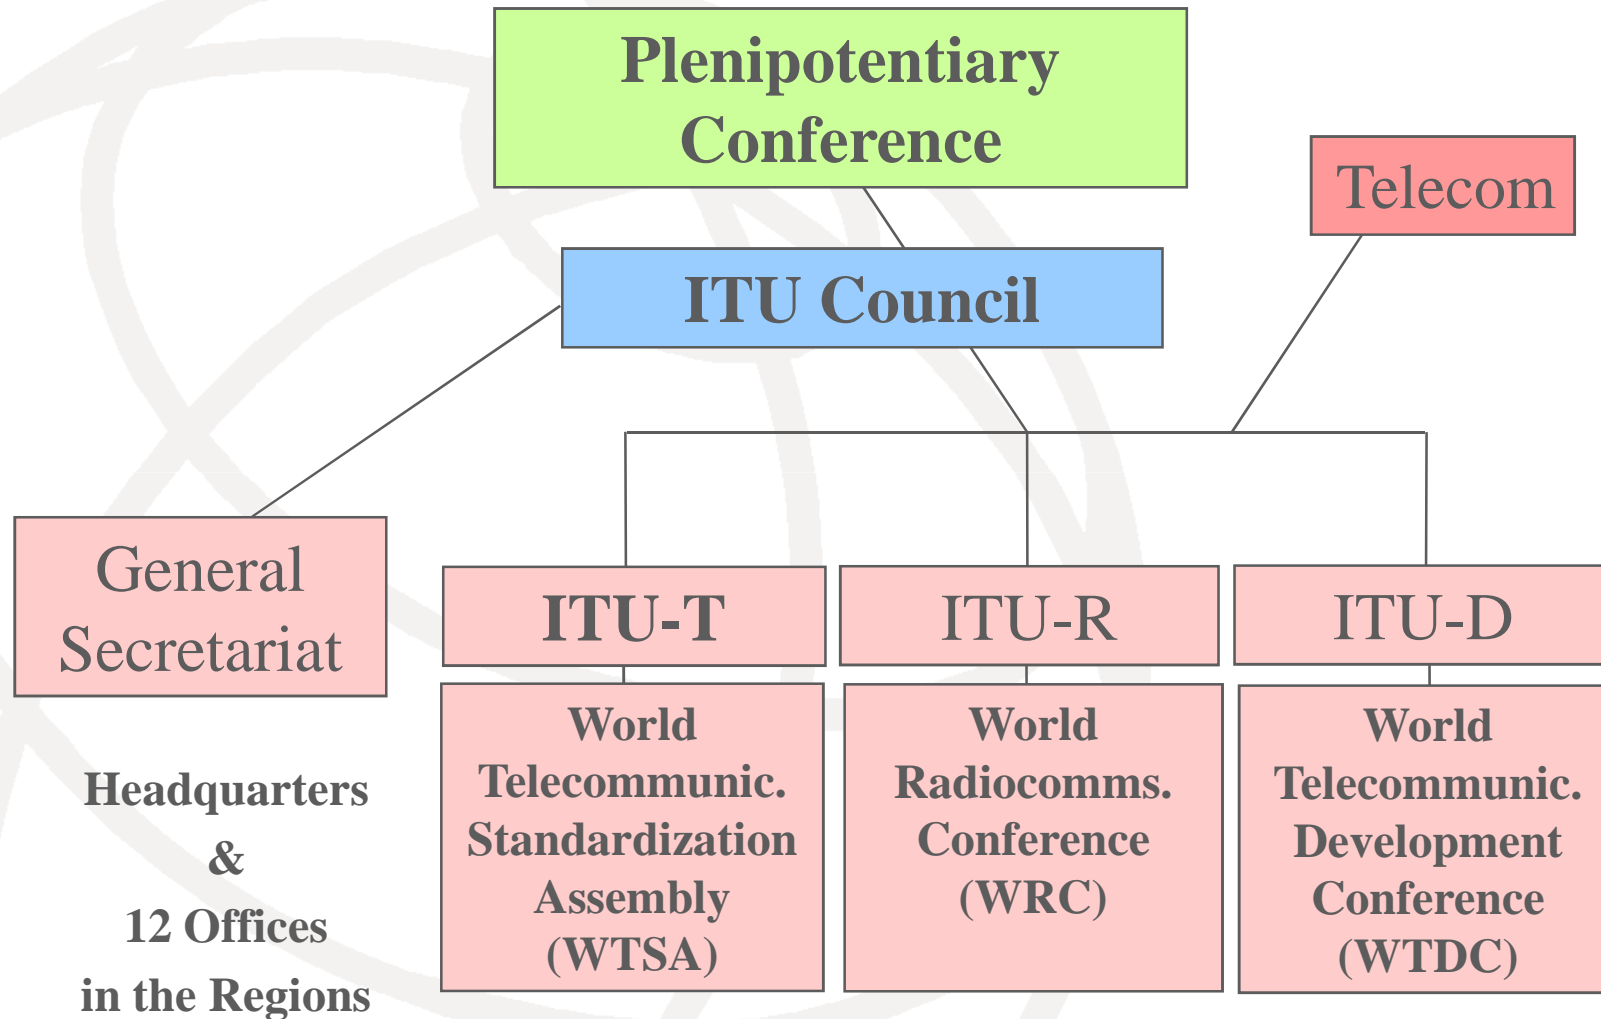 Plenipotentiary
Conference
Telecom
ITU Council
General
Secretariat
ITU-T
ITU-R
ITU-D
World
Telecommunic.
Standardization
Assembly
(WTSA)
World
Radiocomms.
Conference
(WRC)
World
Telecommunic.
Development
Conference
(WTDC)
Headquarters
&
12 Offices
in the Regions